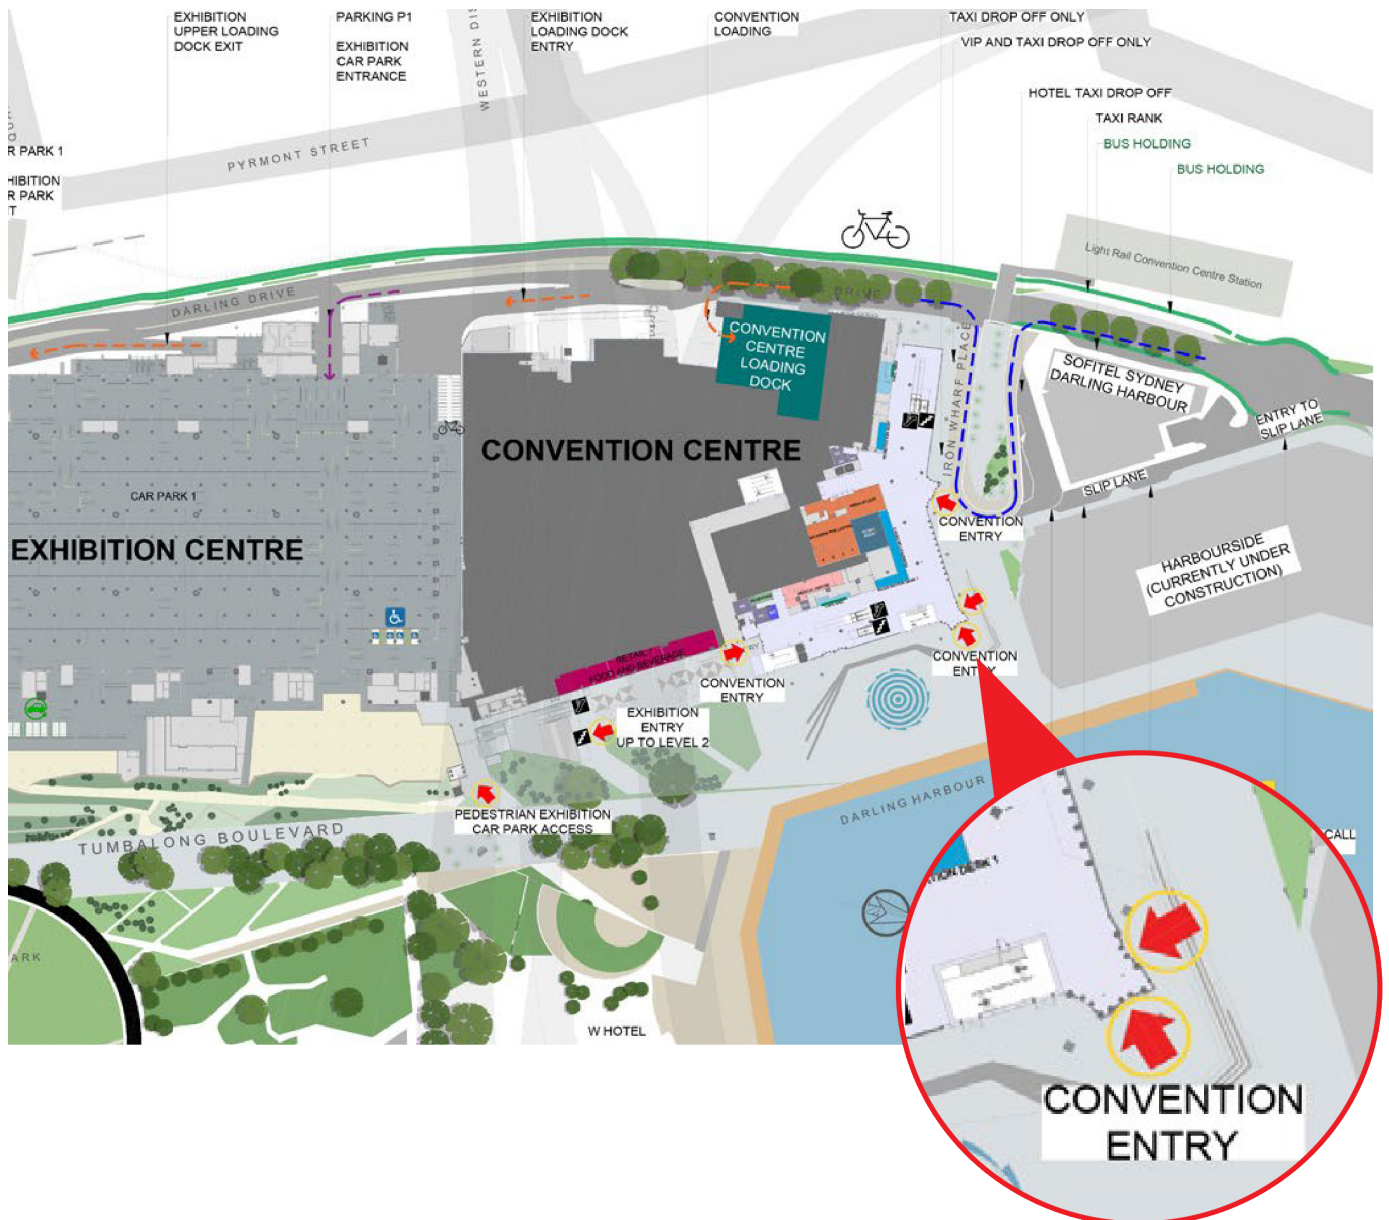 EXHIBITION
UPPER LOADING
DOCK EXIT
PARKING P1
EXHIBITION
CAR PARK
ENTRANCE
WESTERN DIS
EXHIBITION
LOADING DOCK
ENTRY
CONVENTION
LOADING
TAXI DROP OFF ONLY
VIP AND TAXI DROP OFF ONLY
HOTEL TAXI DROP OFF
TAXI RANK
BUS HOLDING
BUS HOLDING
PYRMONT STREET
R PARK 1
HIBITION
R PARK
T
Light Rail Convention Centre Station
DARLING DRIVE
DRIVE
CONVENTION
CENTRE
LOADING
DOCK
IRON WHARF PLACE
SOFITEL SYDNEY
DARLING HARBOUR
ENTRY TO
SLIP LANE
SLIP LANE
CONVENTION CENTRE
CAR PARK 1
EXHIBITION CENTRE
CONVENTION
ENTRY
HARBOURSIDE
(CURRENTLY UNDER
CONSTRUCTION)
RETAIL /
FOOD AND BEVERAGE
CONVENTION
ENTRY
CONVENTION
ENTRY
EXHIBITION
ENTRY
UP TO LEVEL 2
PEDESTRIAN EXHIBITION
CAR PARK ACCESS
TUMBALONG BOULEVARD
DARLING HARBOUR
CALL
ARK
W HOTEL
CONVENTION
ENTRY